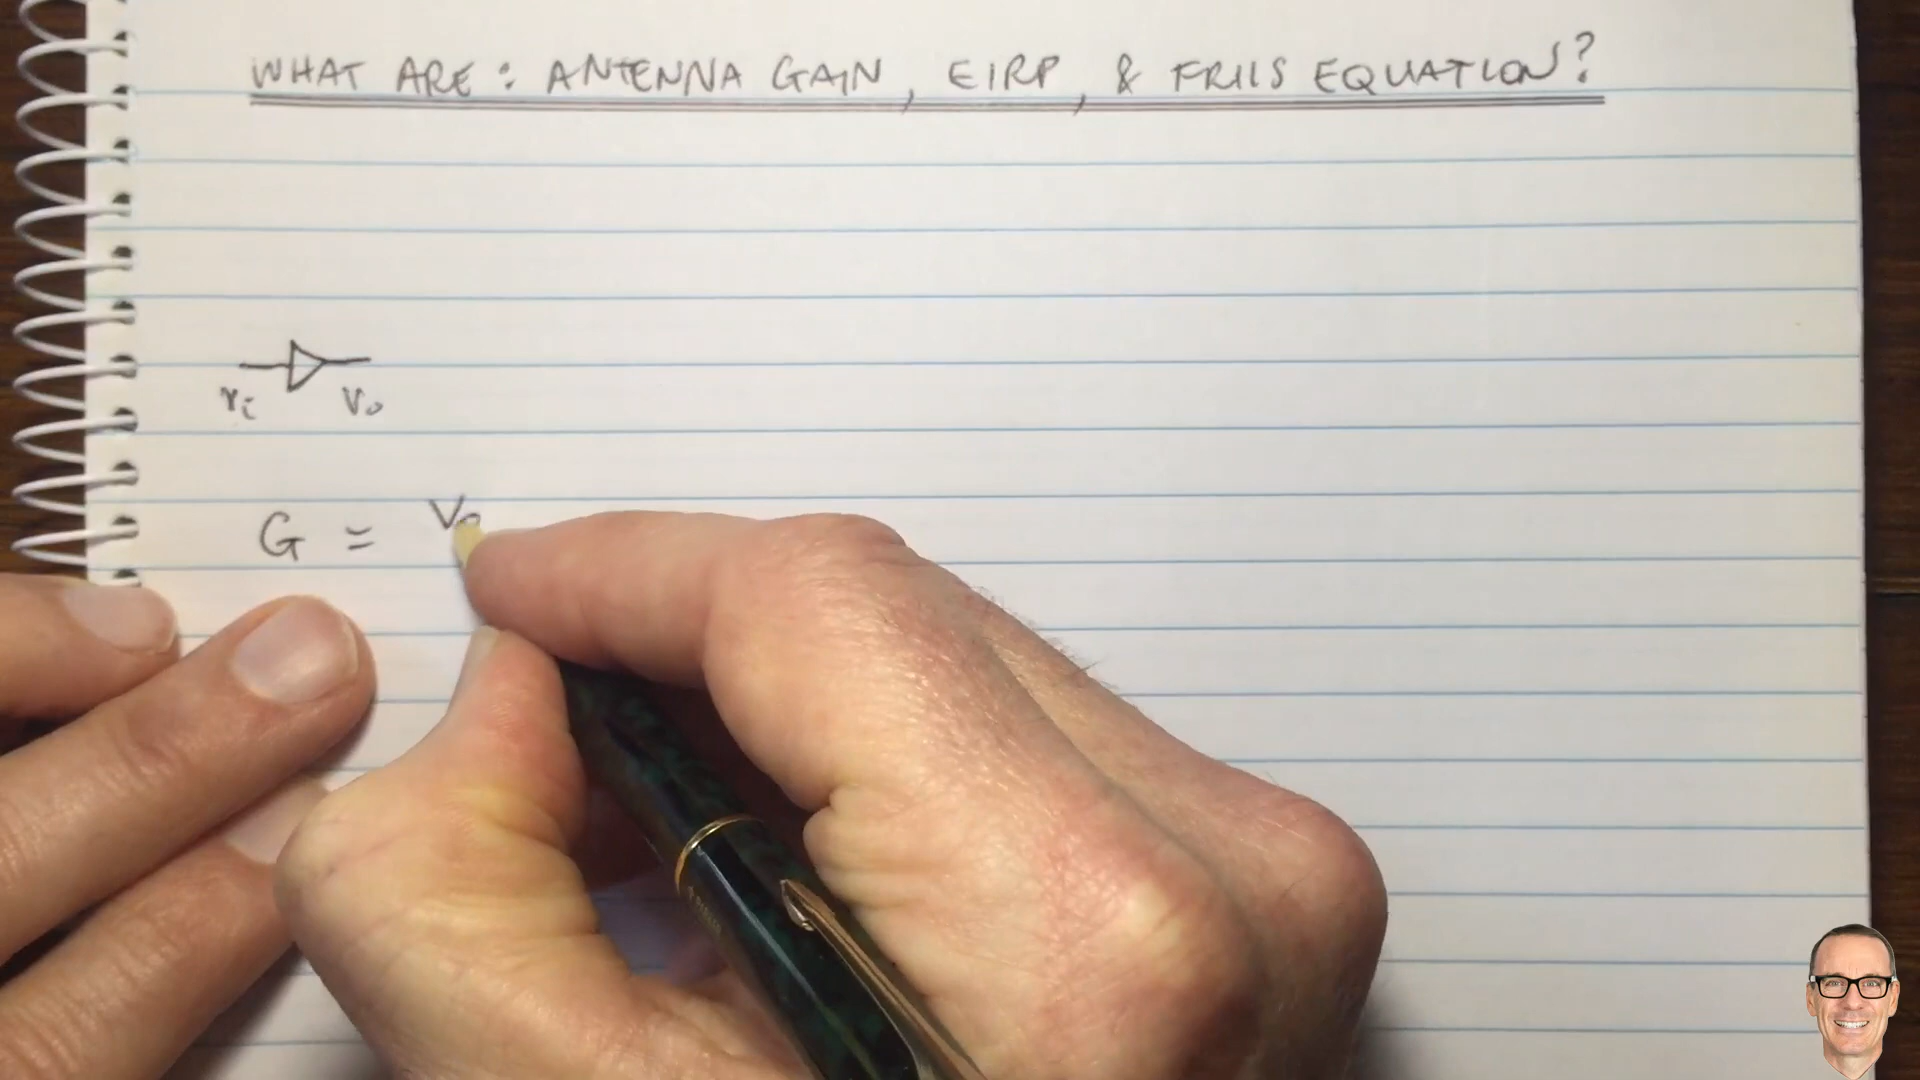 WHAT ARE : ANTENNA GAIN, EIRP, & FRIIS EQUATION?
Vi Vo
G = Vo